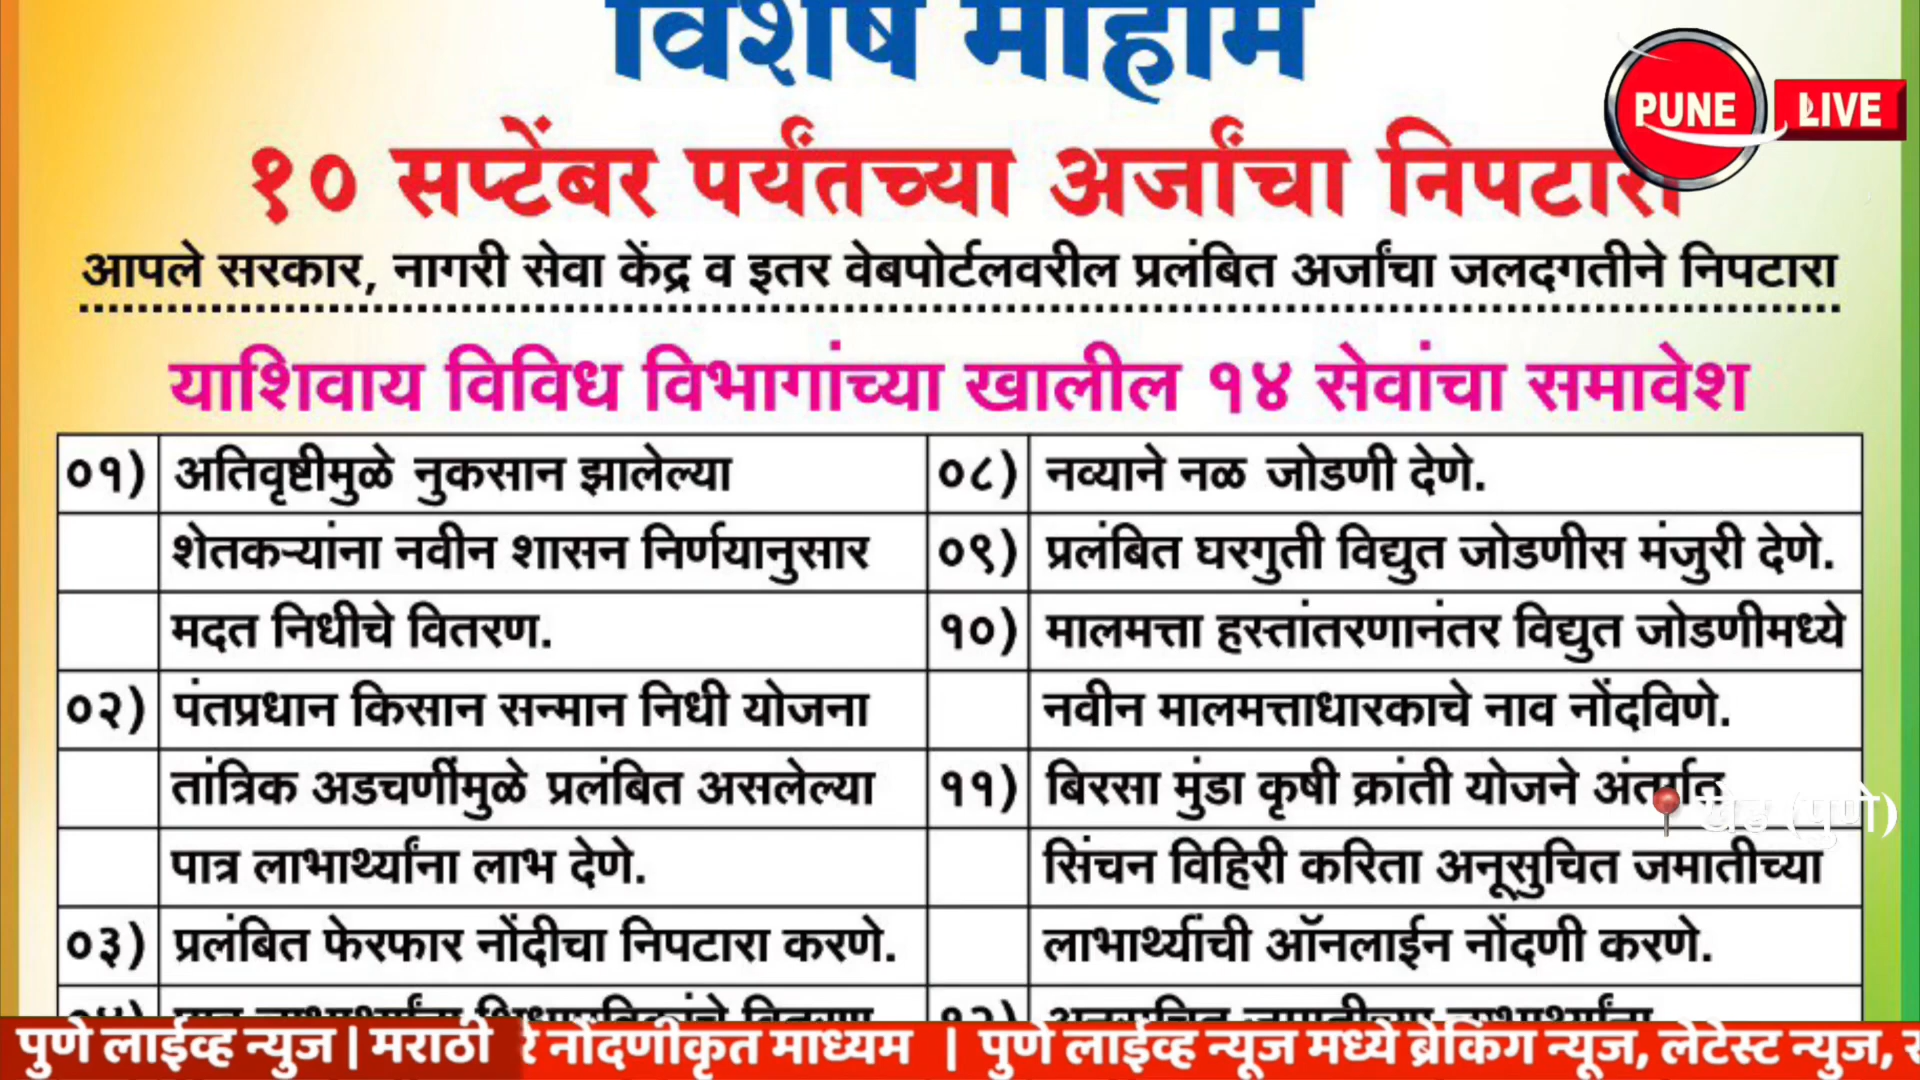 विशेष मोहीम
PUNE LIVE
१० सप्टेंबर पर्यंतच्या अर्जांचा निपटारा
आपले सरकार, नागरी सेवा केंद्र व इतर वेबपोर्टलवरील प्रलंबित अर्जांचा जलदगतीने निपटारा
याशिवाय विविध विभागांच्या खालील १४ सेवांचा समावेश
०१) अतिवृष्टीमुळे नुकसान झालेल्या
शेतकऱ्यांना नवीन शासन निर्णयानुसार
मदत निधीचे वितरण.
०२) पंतप्रधान किसान सन्मान निधी योजना
तांत्रिक अडचणींमुळे प्रलंबित असलेल्या
पात्र लाभार्थ्यांना लाभ देणे.
०३) प्रलंबित फेरफार नोंदीचा निपटारा करणे.
०८) नव्याने नळ जोडणी देणे.
०९) प्रलंबित घरगुती विद्युत जोडणीस मंजुरी देणे.
१०) मालमत्ता हस्तांतरणानंतर विद्युत जोडणीमध्ये
नवीन मालमत्ताधारकाचे नाव नोंदविणे.
११) बिरसा मुंडा कृषी क्रांती योजने अंतर्गत
सिंचन विहिरी करिता अनूसुचित जमातीच्या
लाभार्थ्यांची ऑनलाईन नोंदणी करणे.
खेड (पुणे)
पुणे लाईव्ह न्युज | मराठी
नोंदणीकृत माध्यम | पुणे लाईव्ह न्यूज मध्ये ब्रेकिंग न्यूज, लेटेस्ट न्युज,